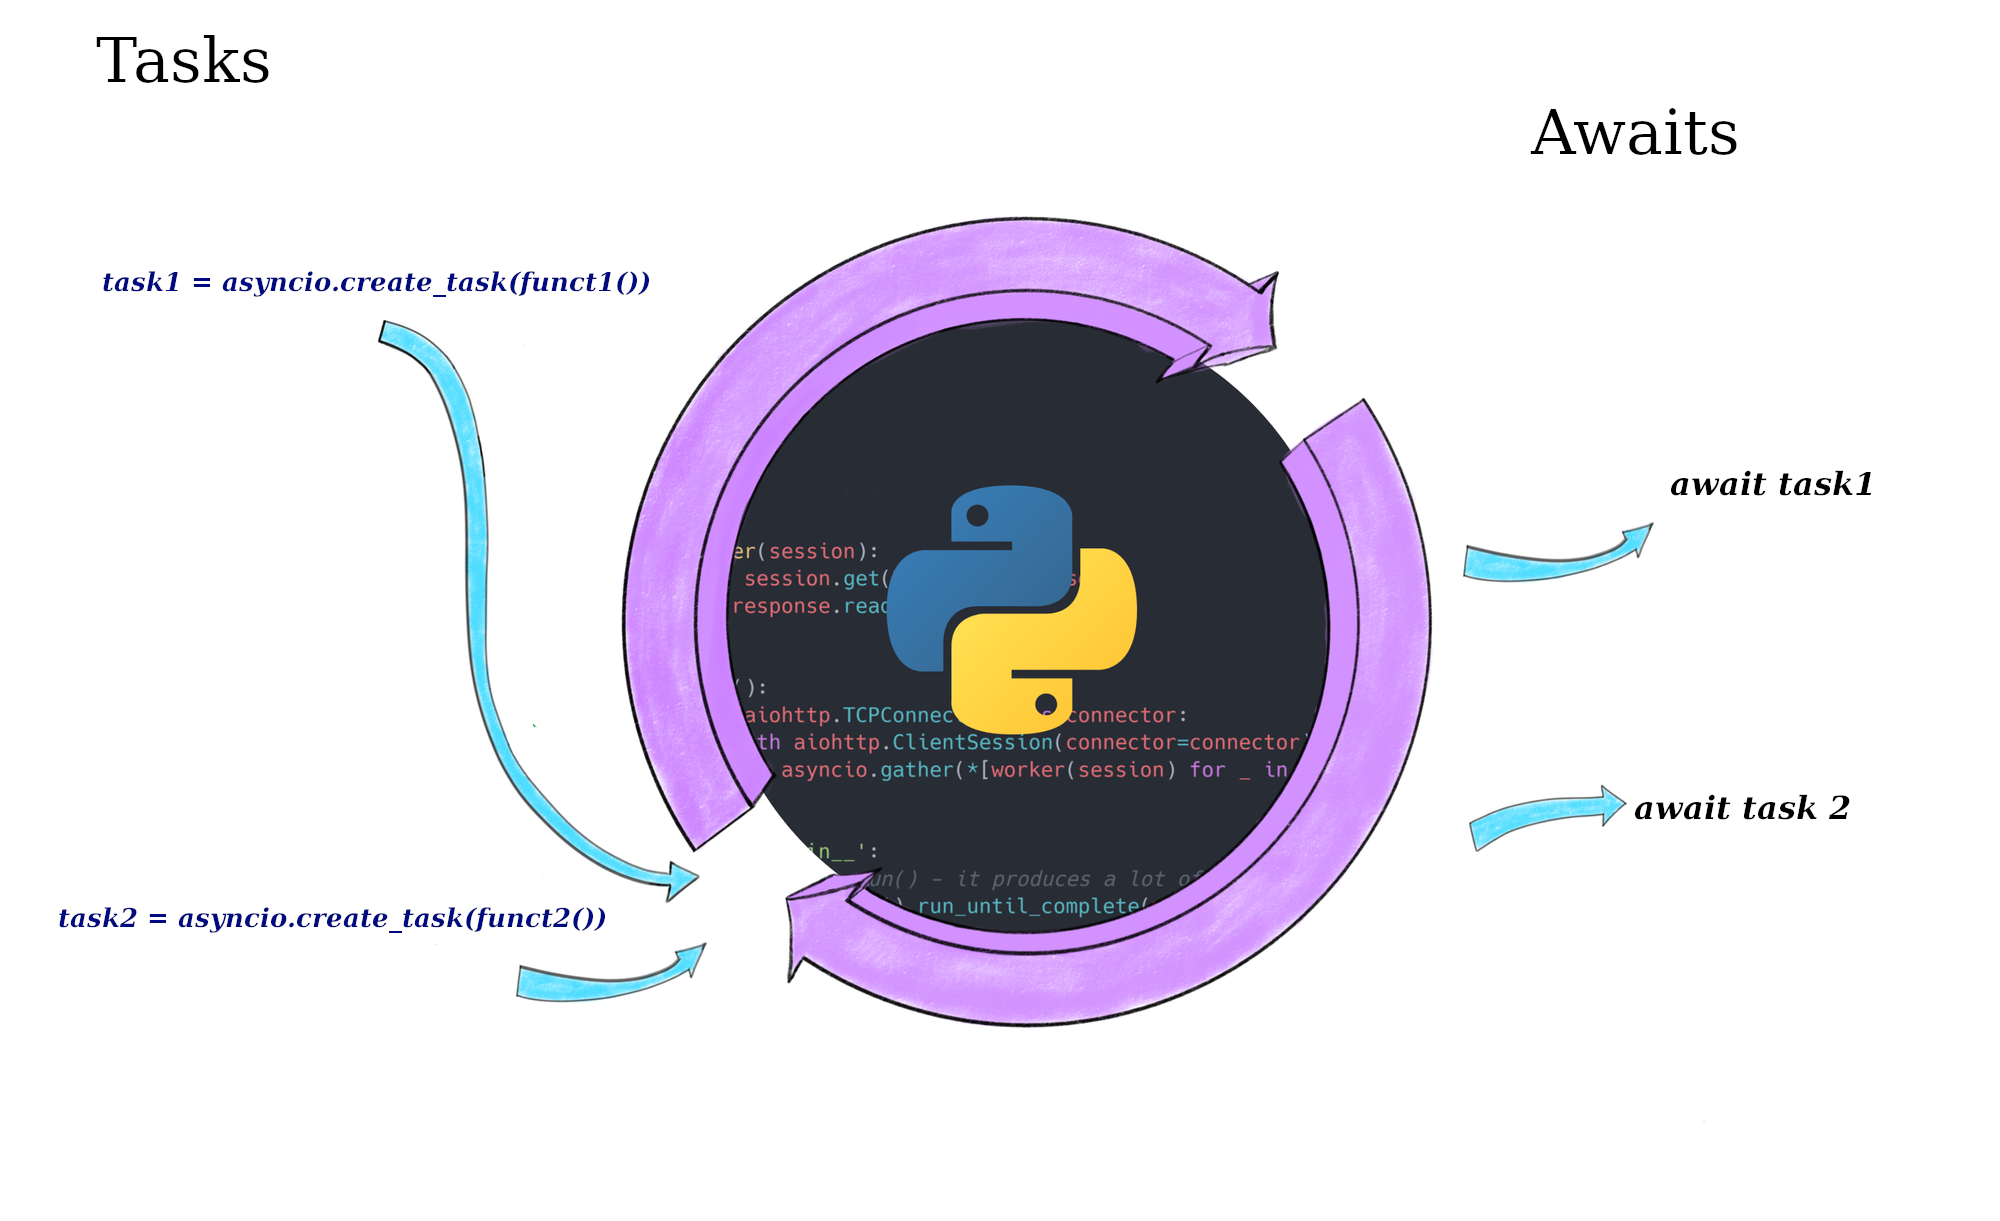 Tasks
Awaits
task1 = asyncio.create_task(funct1())
await task1
er(session):
session.get(
response.read
():
aiohttp.TCPConnec connector:
th aiohttp.ClientSession(connector=connector)
asyncio.gather(*[worker(session) for _ in
in__':
un() - it produces a lot of
) run_until_complete(
await task 2
task2 = asyncio.create_task(funct2())